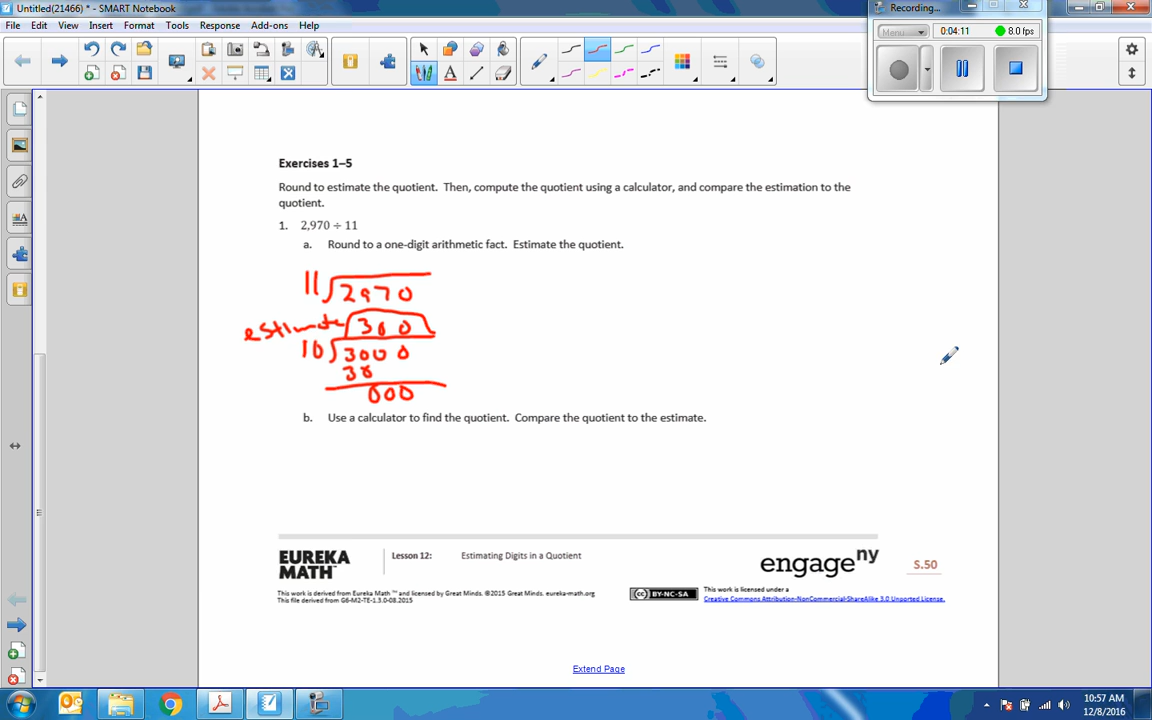 Untitled(21466) * - SMART Notebook
Recording...
File Edit View Insert Format Tools Response Add-ons Help
Menu 0:04:11 8.0 fps
Exercises 1–5
Round to estimate the quotient. Then, compute the quotient using a calculator, and compare the estimation to the
quotient.
1. 2,970 ÷ 11
a. Round to a one-digit arithmetic fact. Estimate the quotient.
11 2970
estimate 300
10 3000
30
000
b. Use a calculator to find the quotient. Compare the quotient to the estimate.
EUREKA
MATH™
Lesson 12: Estimating Digits in a Quotient
engage ny
S.50
This work is derived from Eureka Math ™ and licensed by Great Minds. ©2015 Great Minds. eureka-math.org
This file derived from G6-M2-TE-1.3.0-08.2015
CC BY-NC-SA
This work is licensed under a
Creative Commons Attribution-NonCommercial-ShareAlike 3.0 Unported License.
Extend Page
10:57 AM
12/8/2016